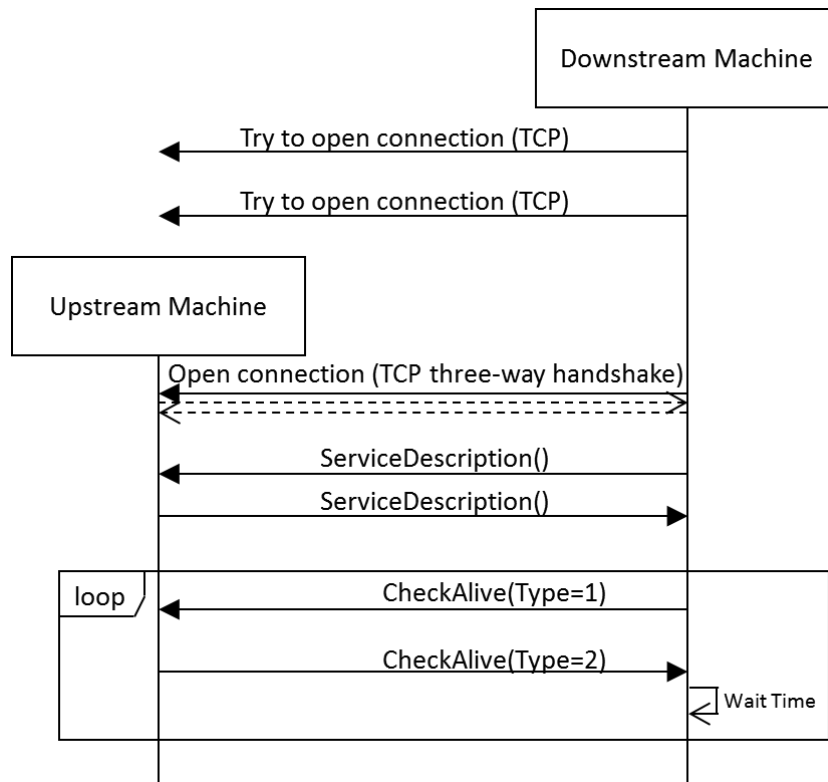 Downstream Machine
Try to open connection (TCP)
Try to open connection (TCP)
Upstream Machine
Open connection (TCP three-way handshake)
ServiceDescription()
ServiceDescription()
loop
CheckAlive(Type=1)
CheckAlive(Type=2)
Wait Time